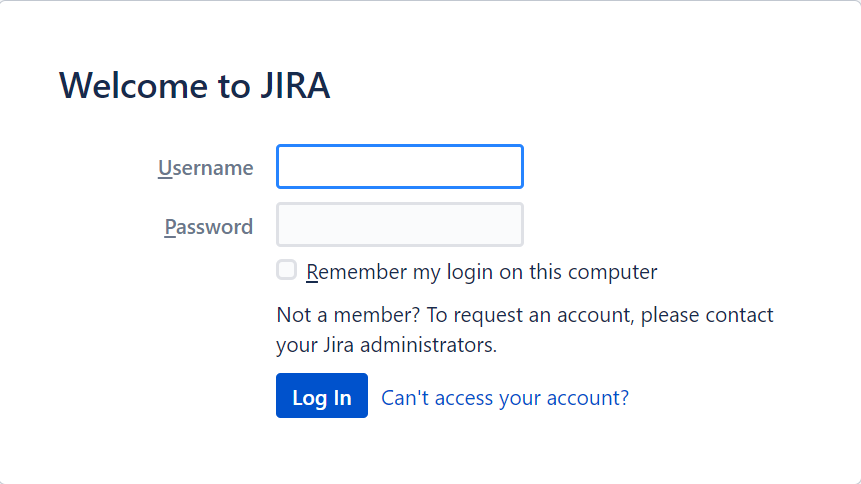 Welcome to JIRA
Username
Password
Remember my login on this computer
Not a member? To request an account, please contact
your Jira administrators.
Log In Can't access your account?